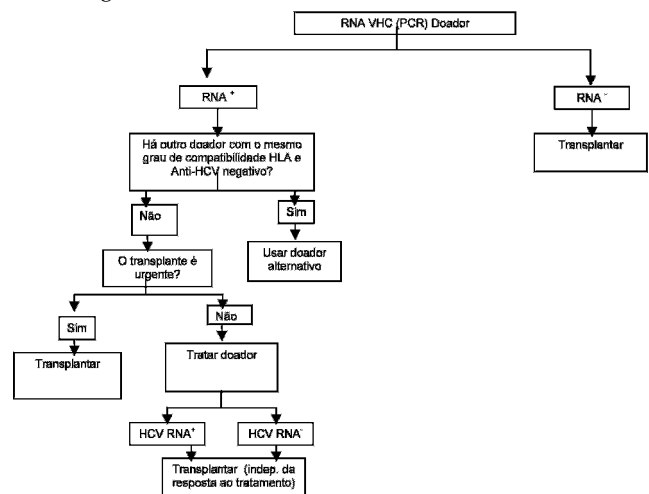 RNA VHC (PCR) Doador
RNA +
RNA -
Há outro doador com o mesmo
grau de compatibilidade HLA e
Anti-HCV negativo?
Transplantar
Não
Sim
O transplante é
urgente?
Usar doador
alternativo
Sim
Não
Transplantar
Tratar doador
HCV RNA+
HCV RNA-
Transplantar (indep. da
resposta ao tratamento)